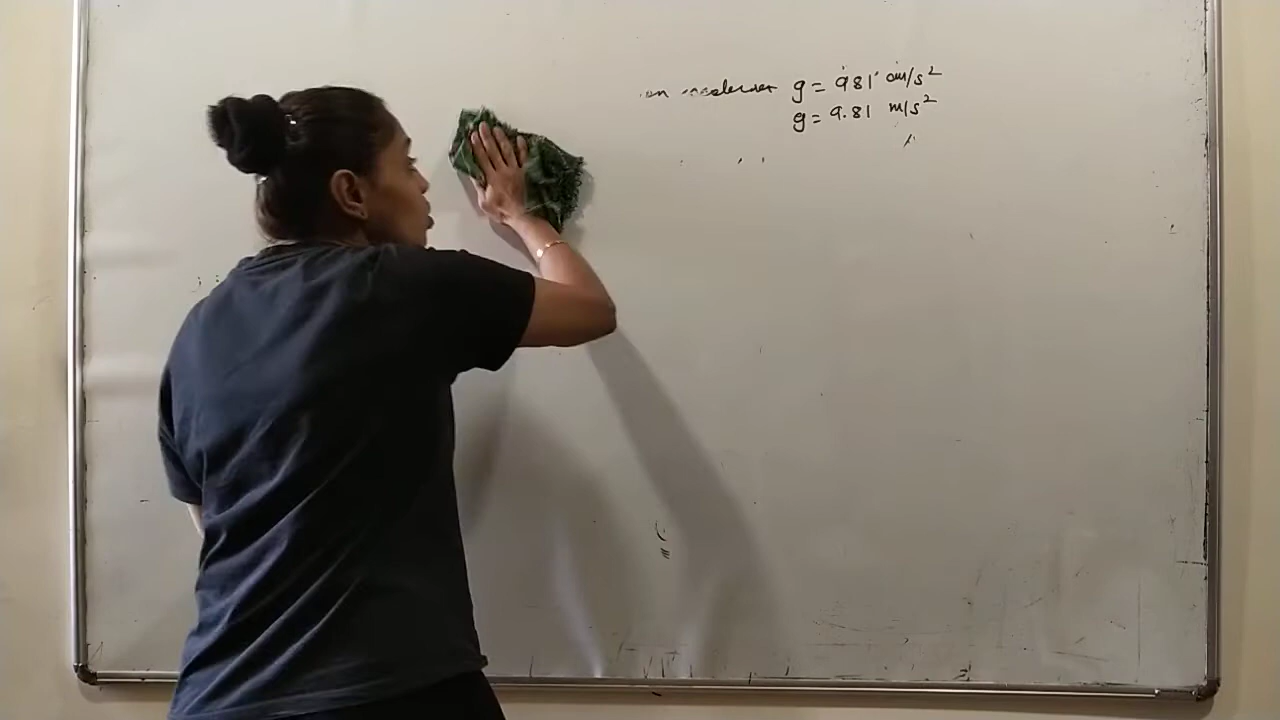 g = 981 cm/s²
g = 9.81 m/s²